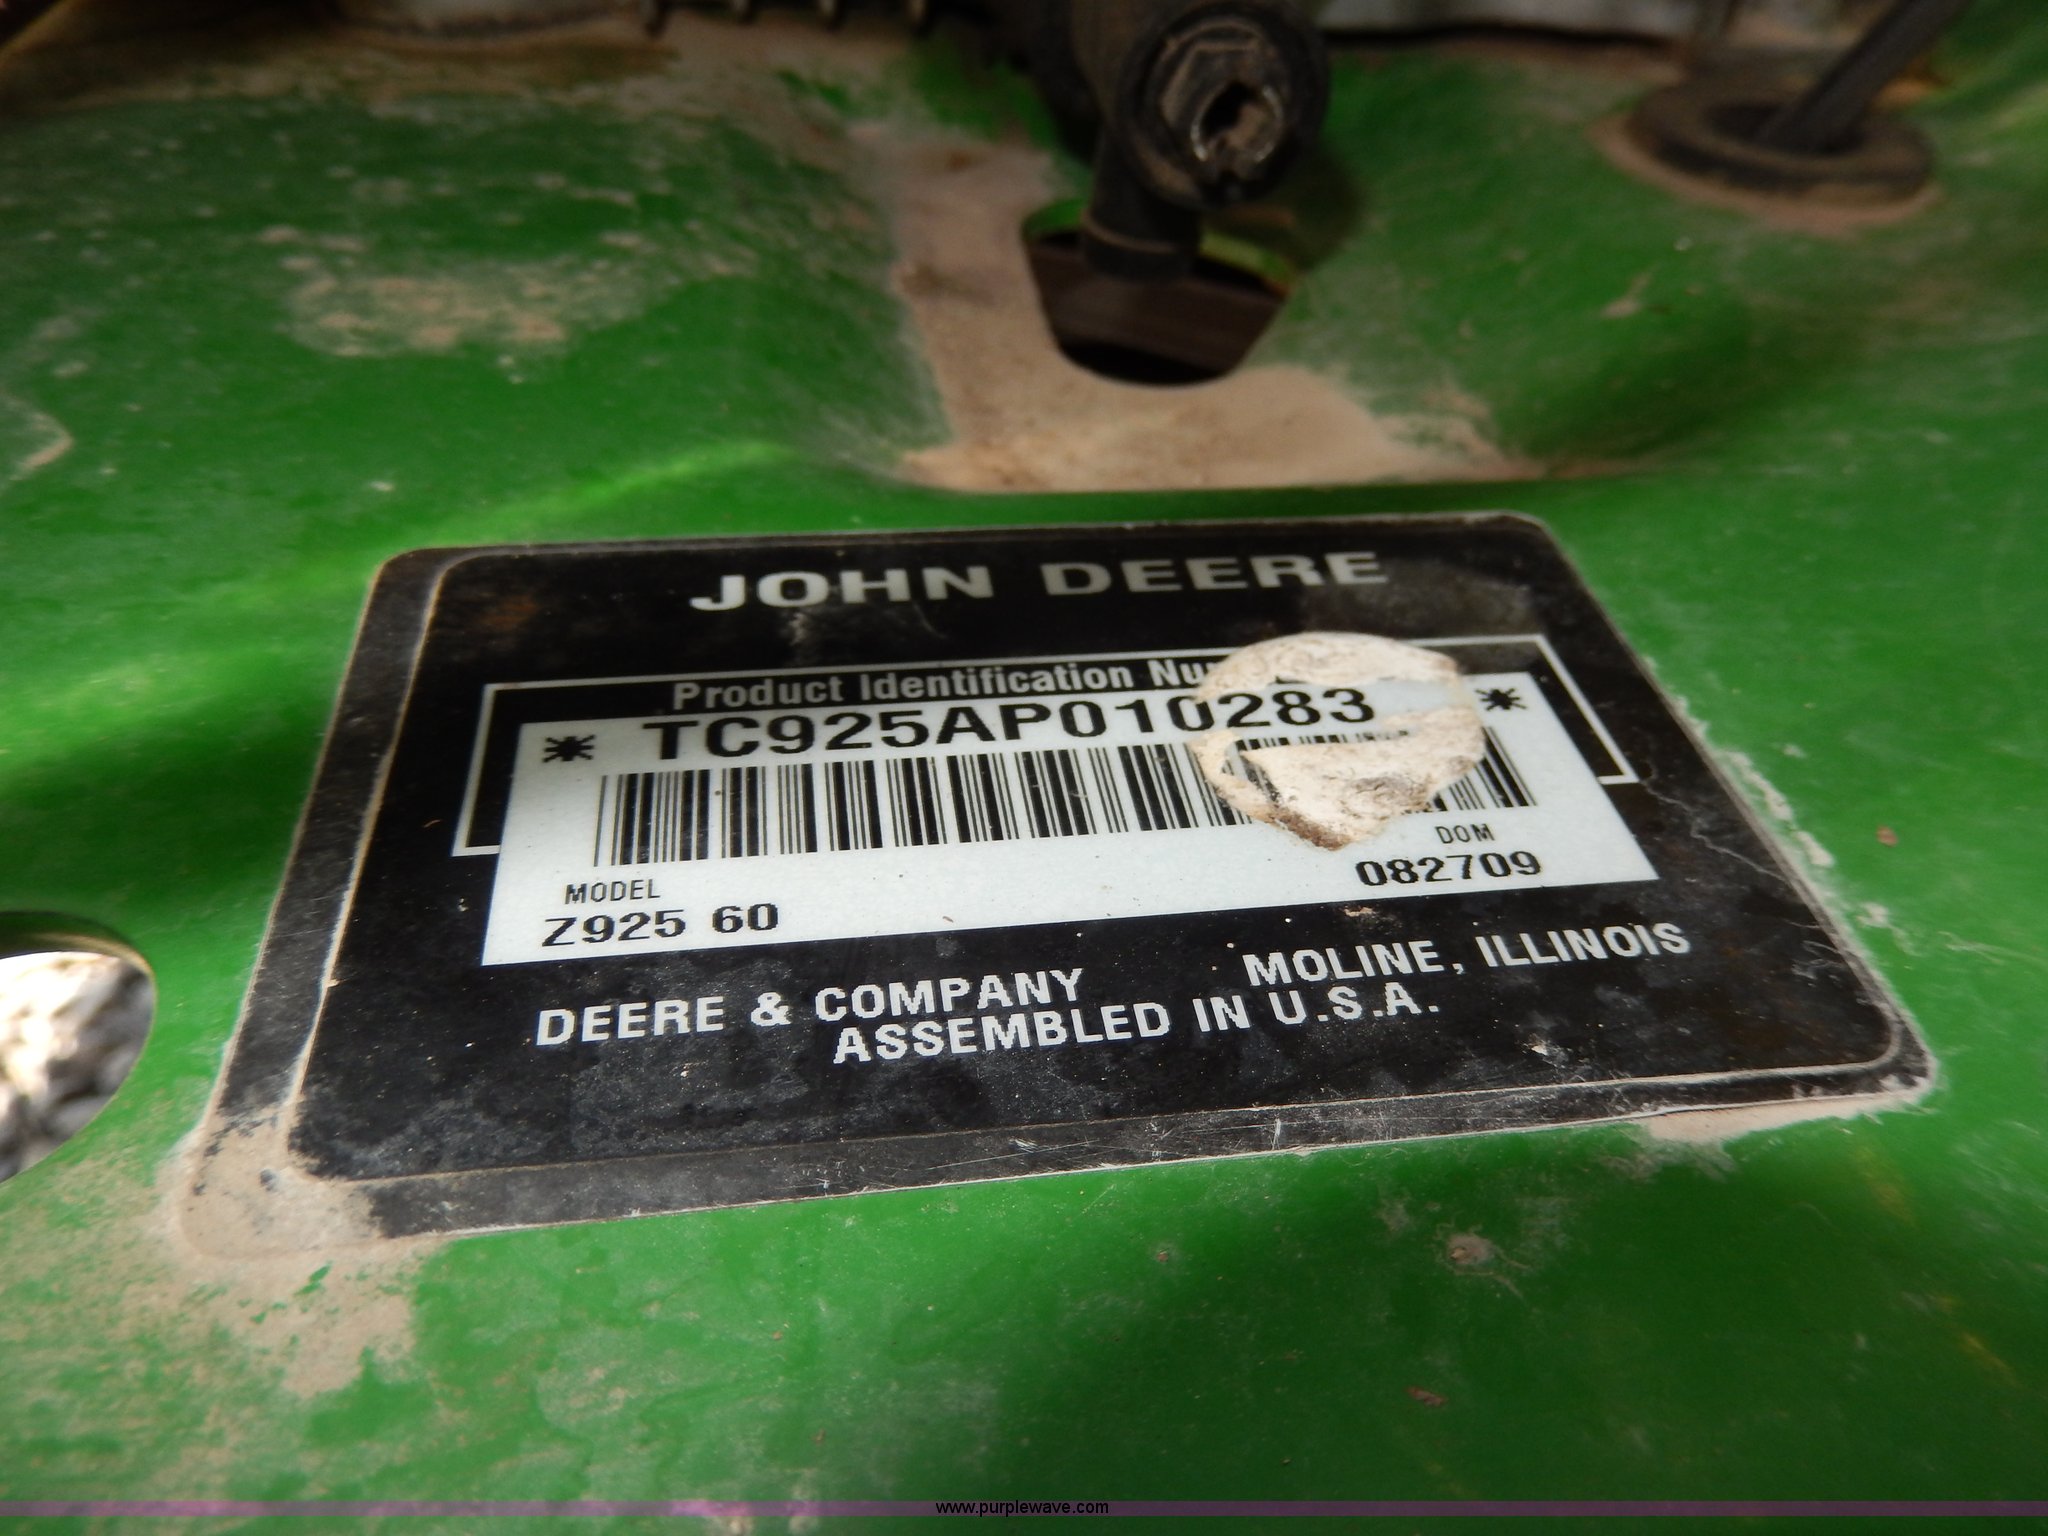 JOHN DEERE
Product Identification
* TC925AP010283 *
DOM
082709
MODEL
Z925 60
DEERE & COMPANY MOLINE, ILLINOIS
ASSEMBLED IN U.S.A.
www.purplewave.com